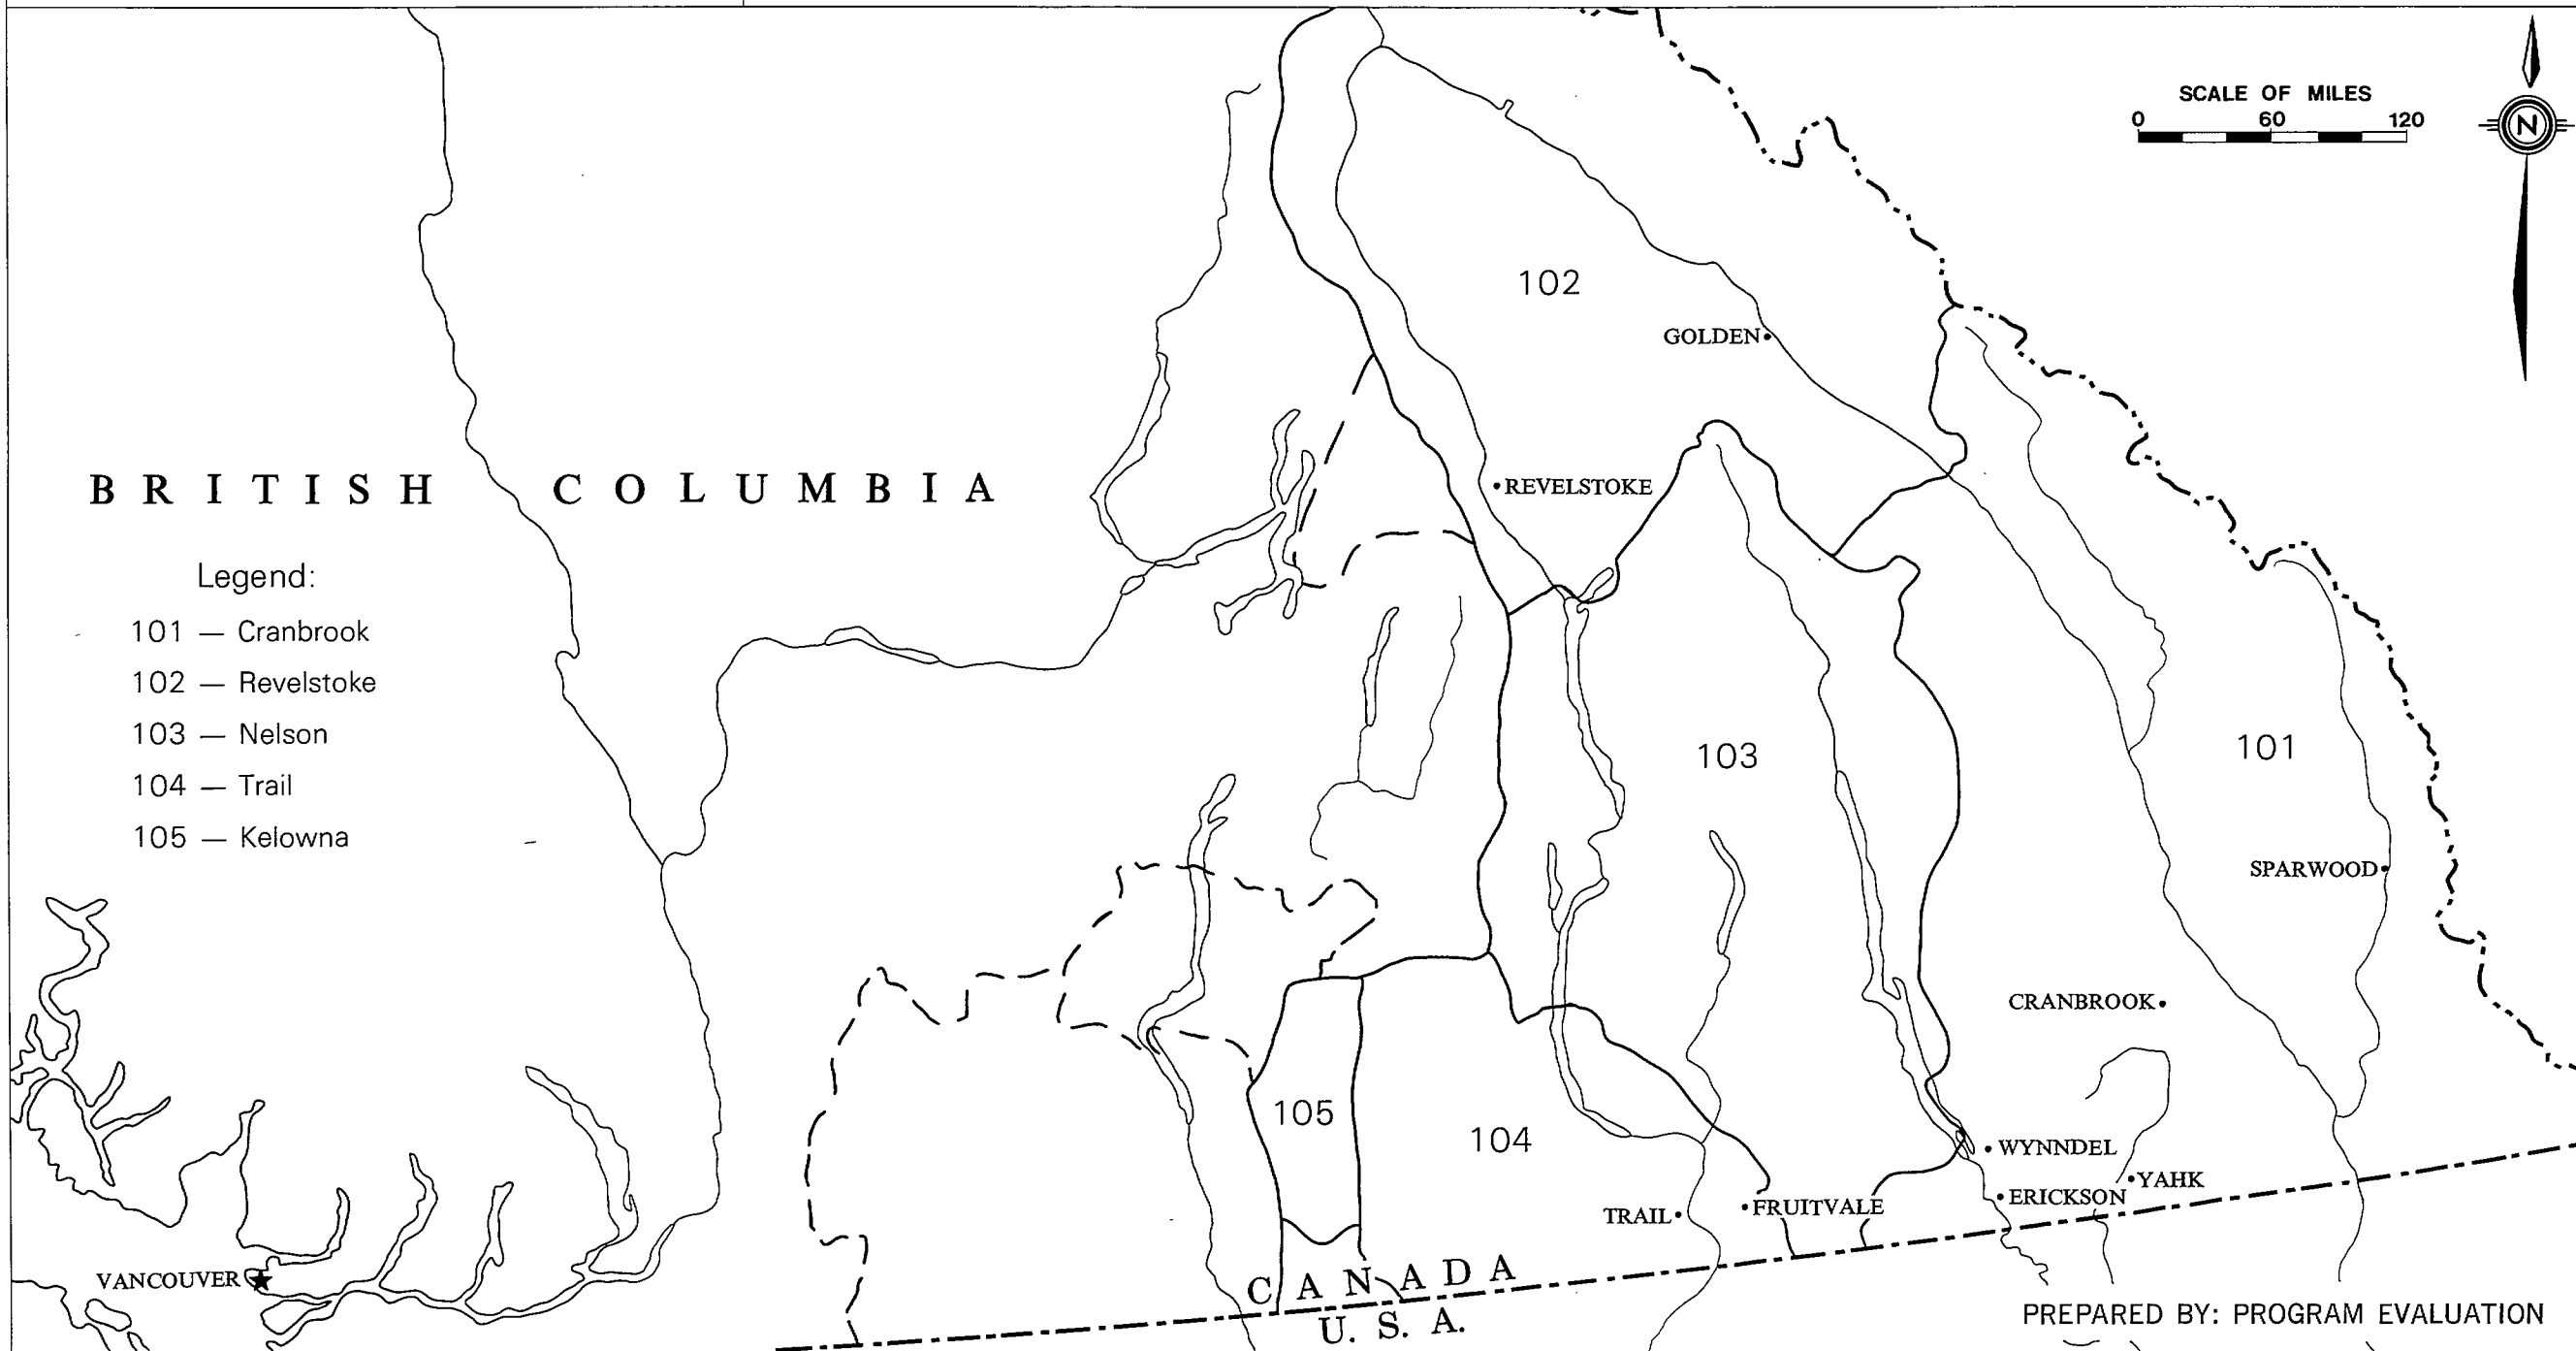 SCALE OF MILES
0 60 120
N
102
GOLDEN
REVELSTOKE
BRITISH COLUMBIA
Legend:
101 — Cranbrook
102 — Revelstoke
103 — Nelson
104 — Trail
105 — Kelowna
103
101
SPARWOOD
CRANBROOK
105
104
WYNNDEL
YAHK
ERICKSON
FRUITVALE
TRAIL
VANCOUVER
CANADA
U. S. A.
PREPARED BY: PROGRAM EVALUATION